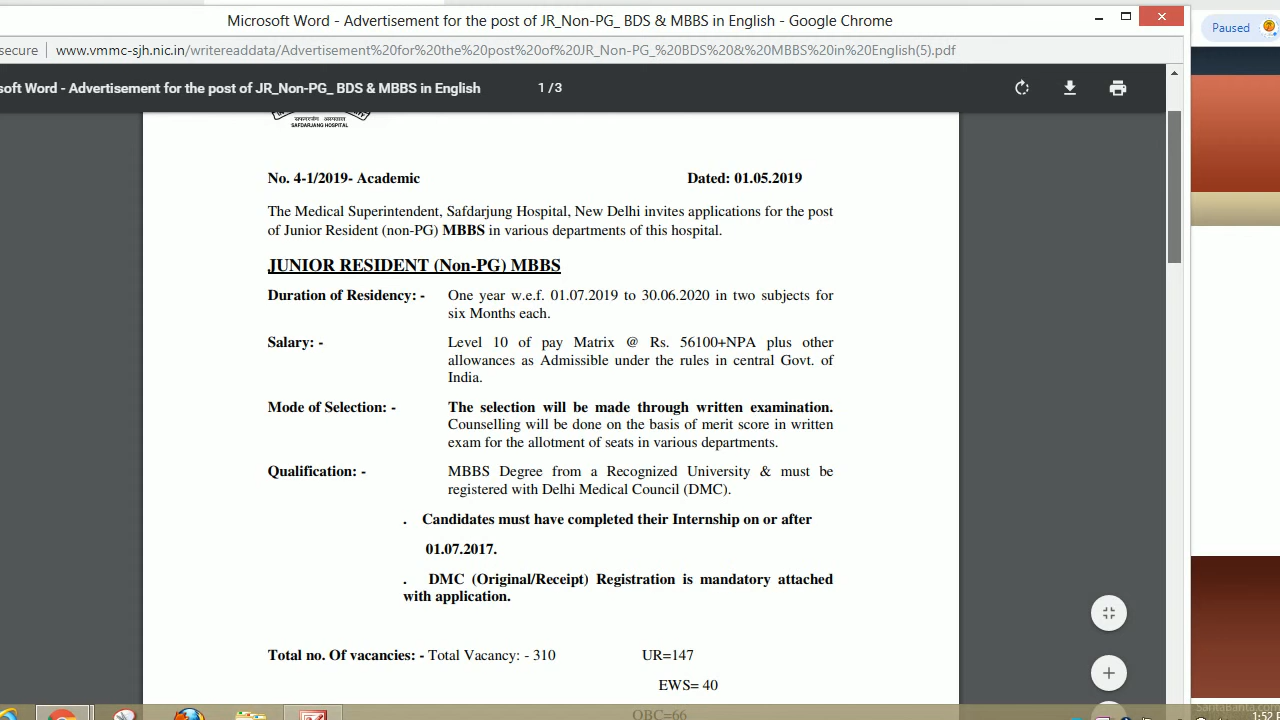 Microsoft Word - Advertisement for the post of JR_Non-PG_ BDS & MBBS in English - Google Chrome
Paused
secure | www.vmmc-sjh.nic.in/writereaddata/Advertisement%20for%20the%20post%20of%20JR_Non-PG_%20BDS%20&%20MBBS%20in%20English(5).pdf
soft Word - Advertisement for the post of JR_Non-PG_ BDS & MBBS in English 1 / 3
सफदरजंग अस्पताल
SAFDARJANG HOSPITAL
No. 4-1/2019- Academic Dated: 01.05.2019
The Medical Superintendent, Safdarjung Hospital, New Delhi invites applications for the post
of Junior Resident (non-PG) MBBS in various departments of this hospital.
JUNIOR RESIDENT (Non-PG) MBBS
Duration of Residency: - One year w.e.f. 01.07.2019 to 30.06.2020 in two subjects for
six Months each.
Salary: - Level 10 of pay Matrix @ Rs. 56100+NPA plus other
allowances as Admissible under the rules in central Govt. of
India.
Mode of Selection: - The selection will be made through written examination.
Counselling will be done on the basis of merit score in written
exam for the allotment of seats in various departments.
Qualification: - MBBS Degree from a Recognized University & must be
registered with Delhi Medical Council (DMC).
. Candidates must have completed their Internship on or after
01.07.2017.
. DMC (Original/Receipt) Registration is mandatory attached
with application.
Total no. Of vacancies: - Total Vacancy: - 310 UR=147
EWS= 40
OBC=66
SantaBanta.com
1:52 P